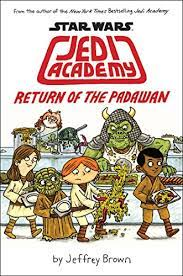 From the author of the New York Times Bestselling Jedi Academy
STAR WARS
JEDI
ACADEMY
RETURN OF THE PADAWAN
by Jeffrey Brown